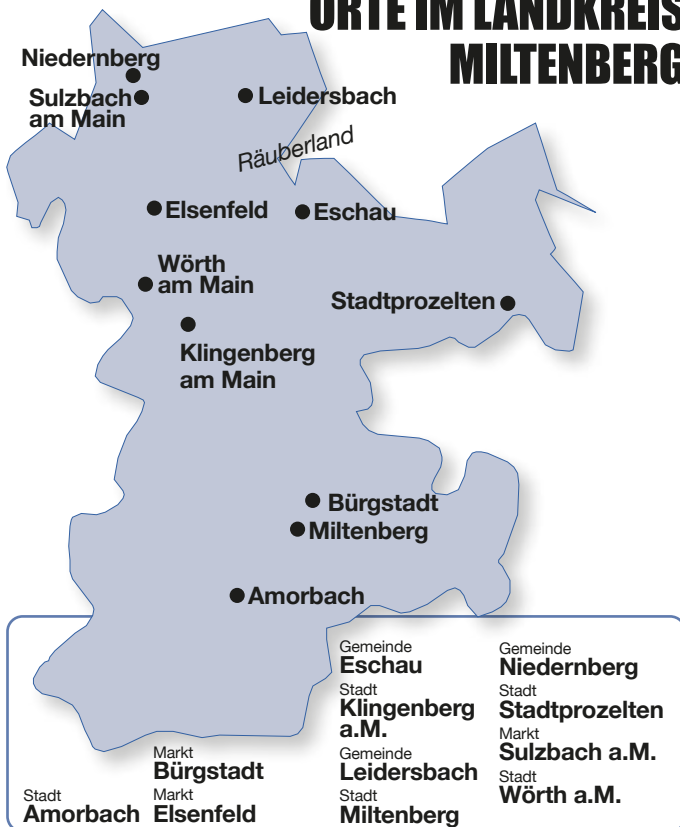 ORTE IM LANDKREIS
MILTENBERG
Niedernberg
Sulzbach
am Main
Leidersbach
Räuberland
Elsenfeld
Eschau
Wörth
am Main
Stadtprozelten
Klingenberg
am Main
Bürgstadt
Miltenberg
Amorbach
Stadt
Amorbach
Markt
Bürgstadt
Markt
Elsenfeld
Gemeinde
Eschau
Stadt
Klingenberg
a.M.
Gemeinde
Leidersbach
Stadt
Miltenberg
Gemeinde
Niedernberg
Stadt
Stadtprozelten
Markt
Sulzbach a.M.
Stadt
Wörth a.M.